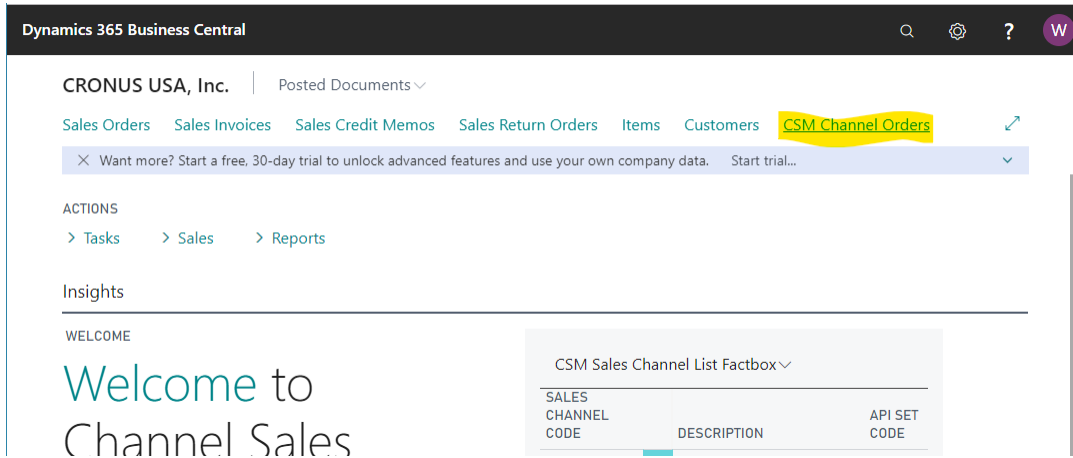 Dynamics 365 Business Central
? W
CRONUS USA, Inc. Posted Documents
Sales Orders Sales Invoices Sales Credit Memos Sales Return Orders Items Customers CSM Channel Orders
Want more? Start a free, 30-day trial to unlock advanced features and use your own company data. Start trial...
ACTIONS
Tasks Sales Reports
Insights
WELCOME
Welcome to
Channel Sales
CSM Sales Channel List Factbox
SALES
CHANNEL
CODE
DESCRIPTION
API SET
CODE